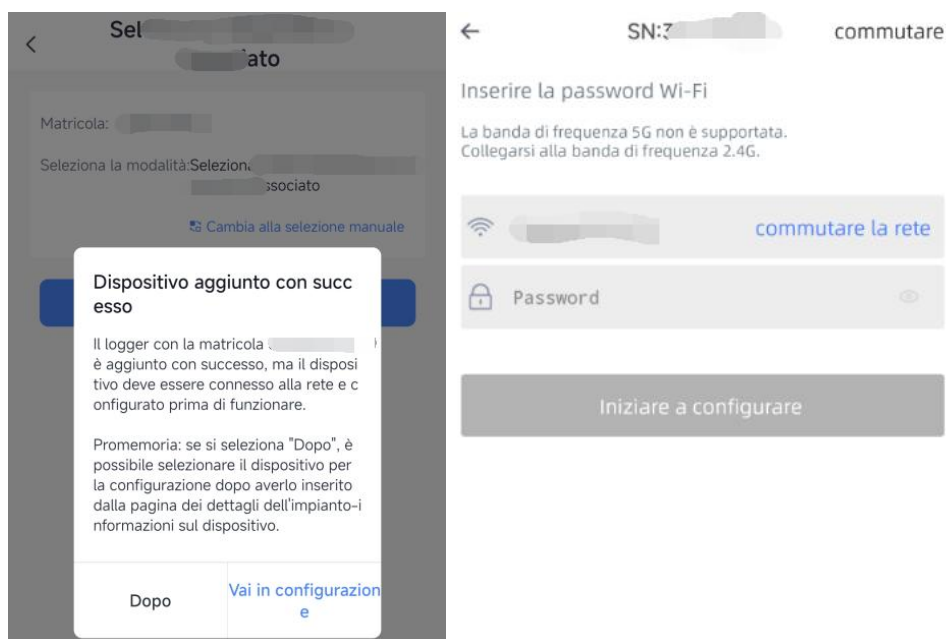 ato
Matricola:
Seleziona la modalità:
Cambia alla selezione manuale
Dispositivo aggiunto con succ
esso
Il logger con la matricola
è aggiunto con successo, ma il disposi
tivo deve essere connesso alla rete e c
onfigurato prima di funzionare.
Promemoria: se si seleziona "Dopo", è
possibile selezionare il dispositivo per
la configurazione dopo averlo inserito
dalla pagina dei dettagli dell'impianto-i
nformazioni sul dispositivo.
Dopo
Vai in configurazion
e
SN:
commutare
Inserire la password Wi-Fi
La banda di frequenza 5G non è supportata.
Collegarsi alla banda di frequenza 2.4G.
commutare la rete
Password
Iniziare a configurare